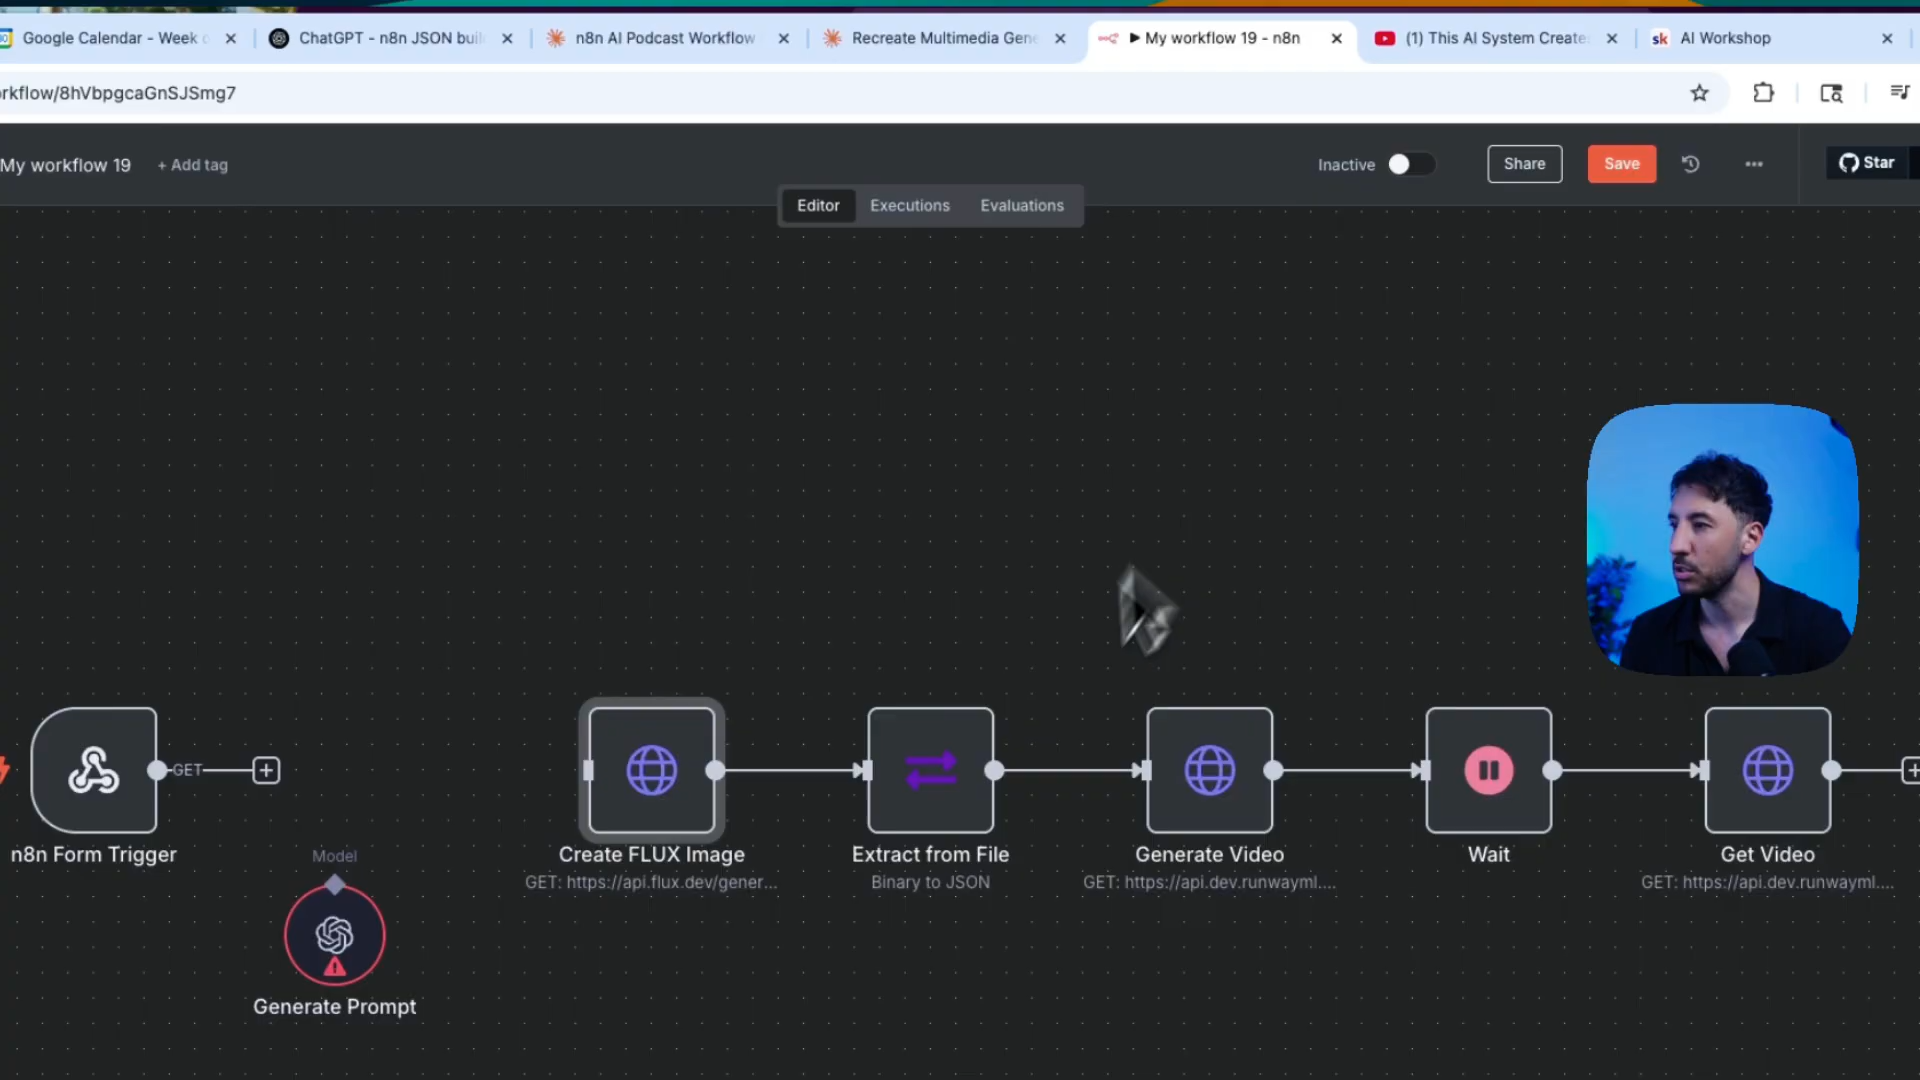 Google Calendar - Week
ChatGPT - n8n JSON buil
n8n AI Podcast Workflow
Recreate Multimedia Gene
▶ My workflow 19 - n8n
(1) This AI System Create
sk AI Workshop
rkflow/8hVbpgcaGnSJSmg7
My workflow 19
+ Add tag
Inactive
Share
Save
Star
Editor
Executions
Evaluations
GET
n8n Form Trigger
Create FLUX Image
GET: https://api.flux.dev/gener...
Extract from File
Binary to JSON
Generate Video
GET: https://api.dev.runwayml....
Wait
Get Video
GET: https://api.dev.runwayml....
Model
Generate Prompt